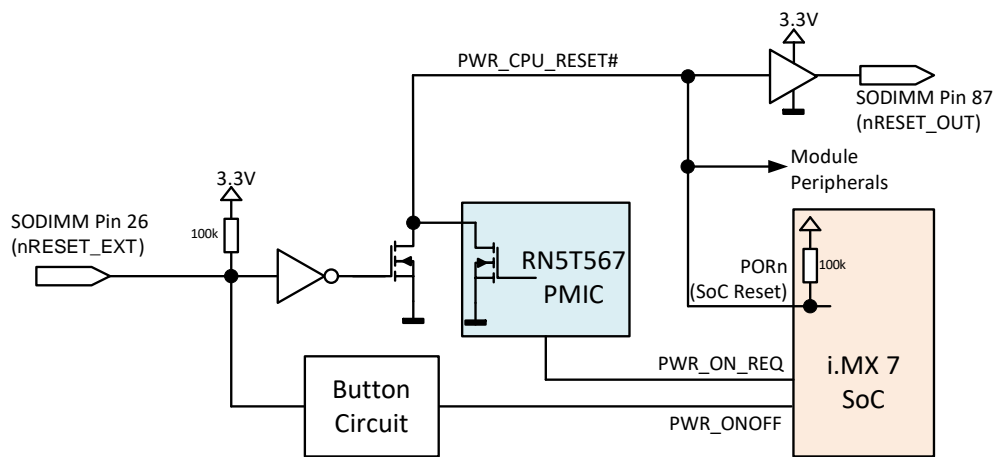 3.3V
PWR_CPU_RESET#
SODIMM Pin 87
(nRESET_OUT)
Module
Peripherals
3.3V
SODIMM Pin 26
(nRESET_EXT)
100k
RN5T567
PMIC
PORn
(SoC Reset)
100k
i.MX 7
SoC
PWR_ON_REQ
Button
Circuit
PWR_ONOFF